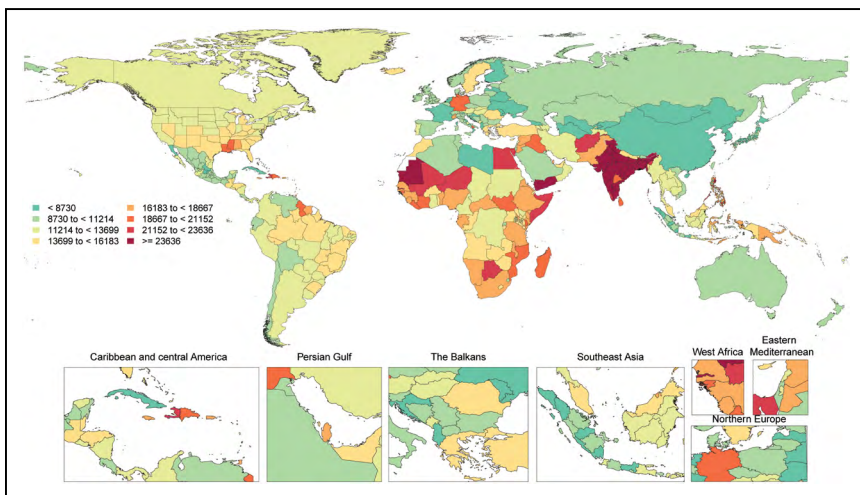 < 8730
8730 to < 11214
11214 to < 13699
13699 to < 16183
16183 to < 18667
18667 to < 21152
21152 to < 23636
>= 23636
Caribbean and central America
Persian Gulf
The Balkans
Southeast Asia
West Africa
Eastern
Mediterranean
Northern Europe